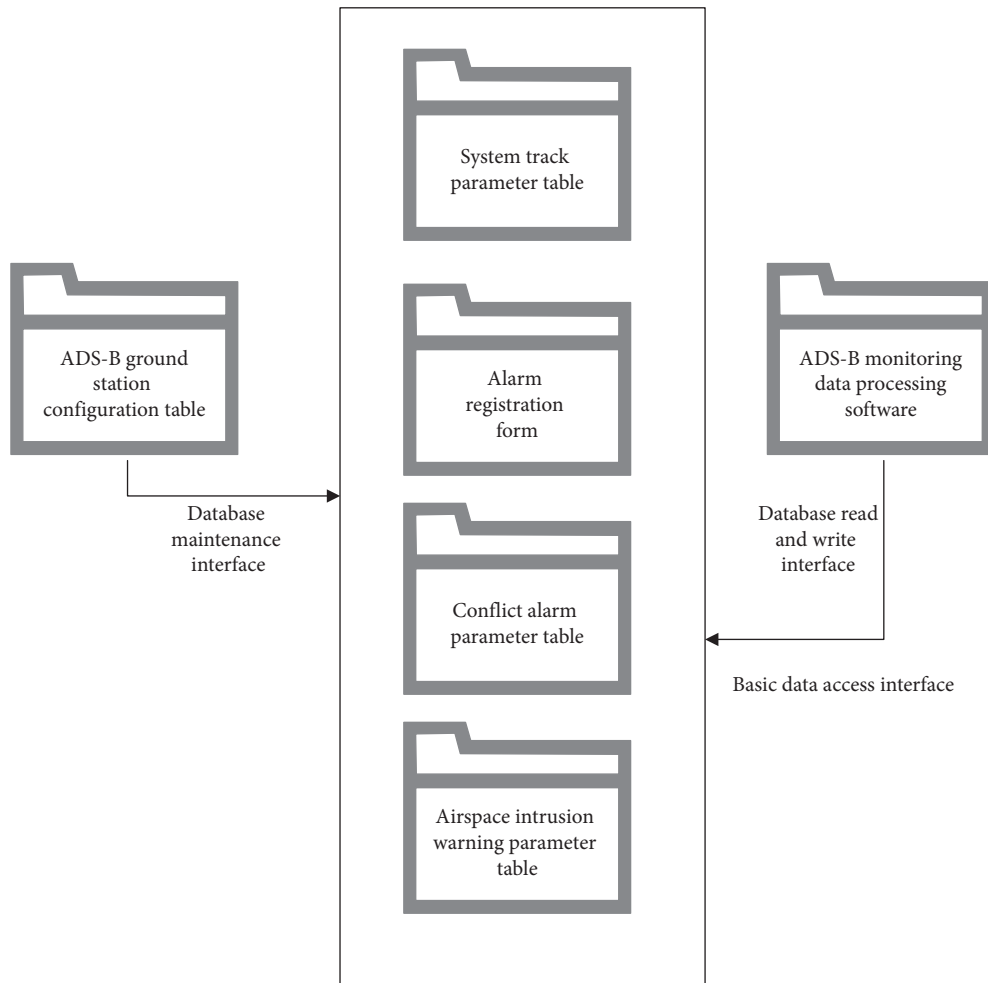 System track
parameter table
ADS-B ground
station
configuration table
Alarm
registration
form
ADS-B monitoring
data processing
software
Database
maintenance
interface
Database read
and write
interface
Conflict alarm
parameter table
Basic data access interface
Airspace intrusion
warning parameter
table